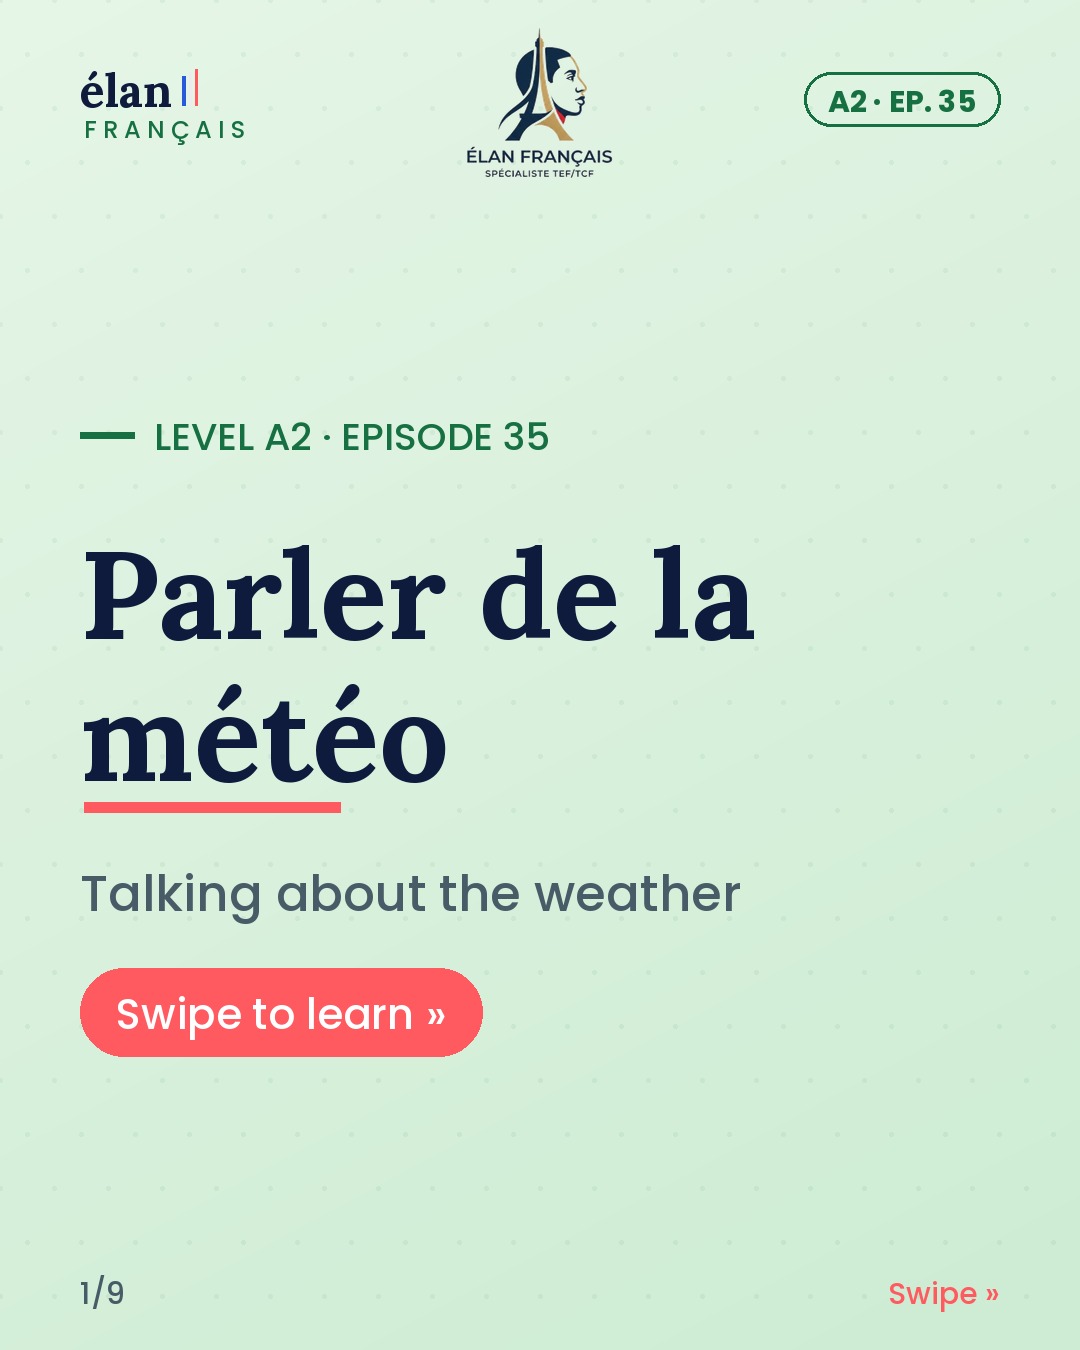 élan
FRANÇAIS
ÉLAN FRANÇAIS
SPÉCIALISTE TEF/TCF
A2 · EP. 35
LEVEL A2 · EPISODE 35
Parler de la
météo
Talking about the weather
Swipe to learn »
1/9
Swipe »